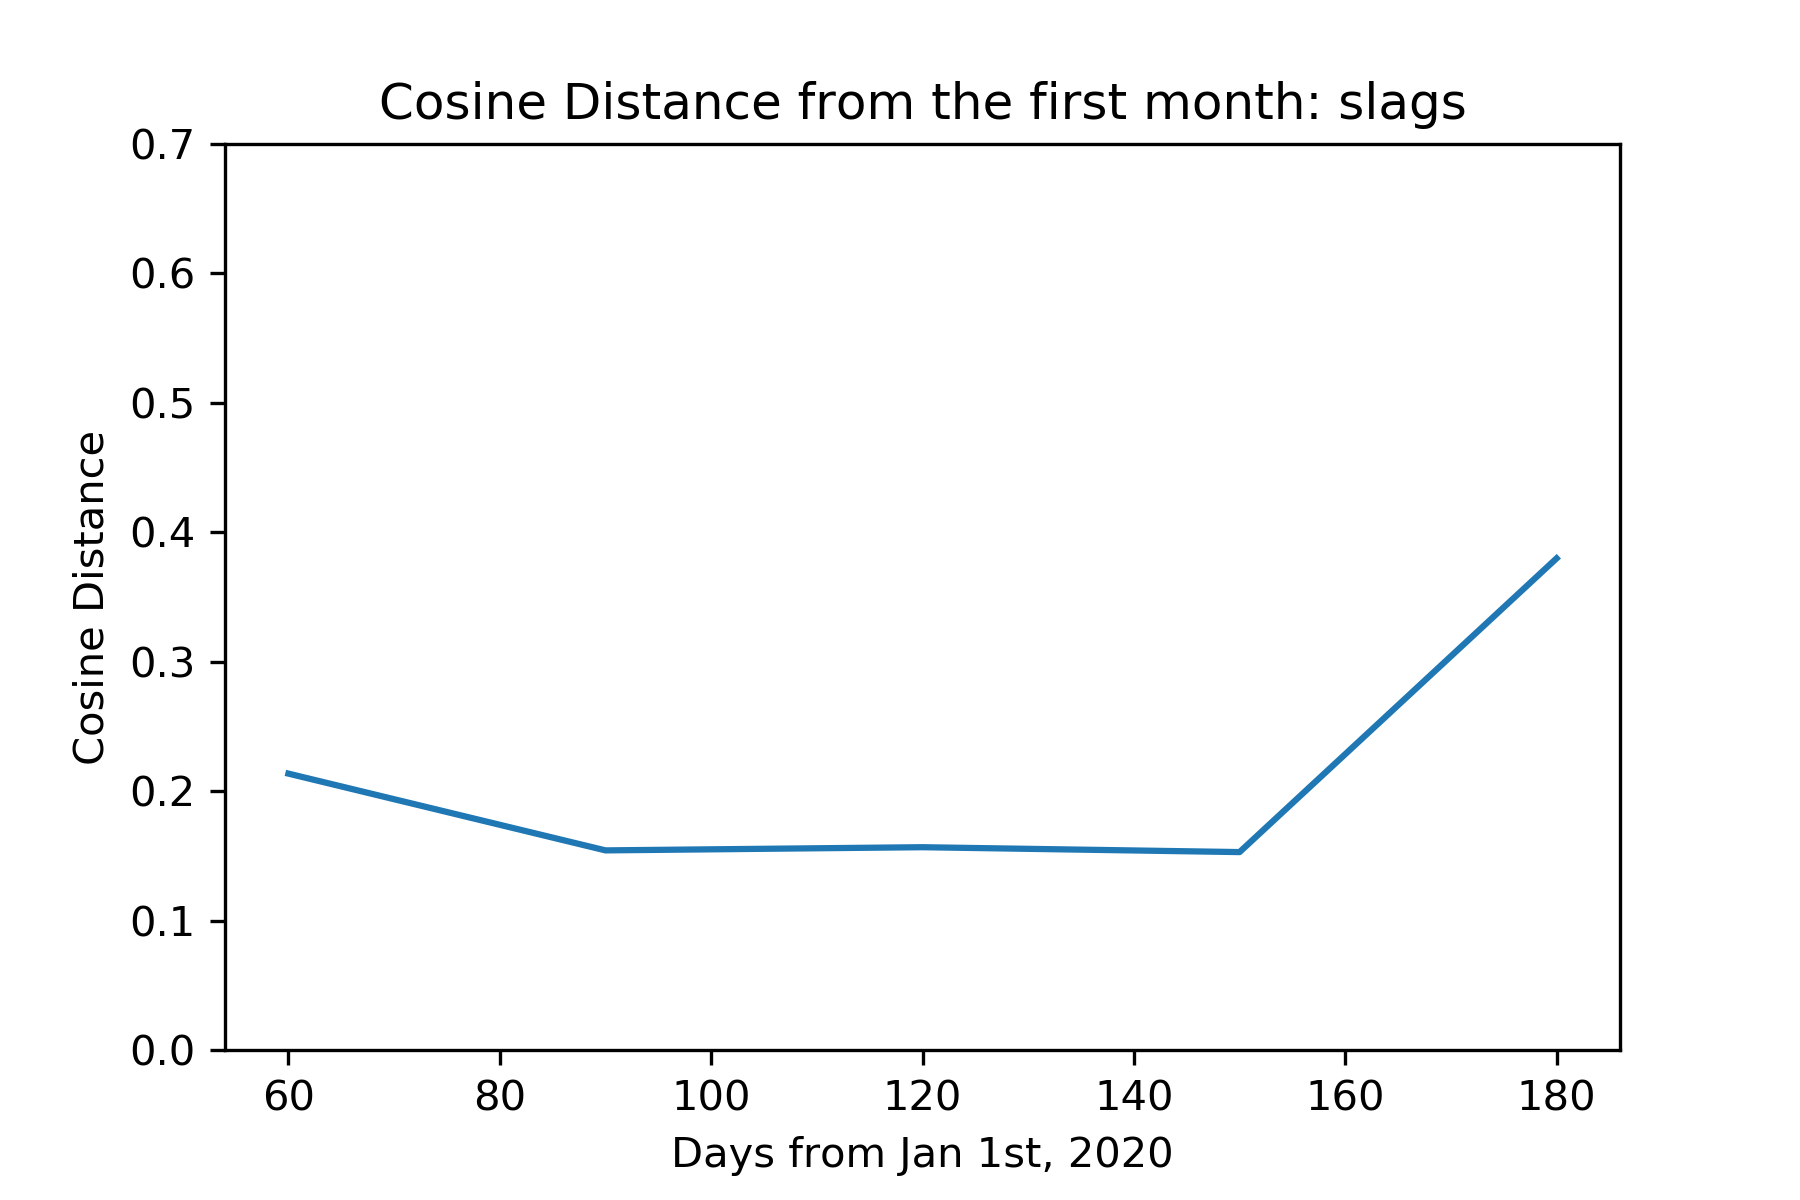 Cosine Distance from the first month: slags
0.7
0.6
0.5
0.4
0.3
0.2
0.1
0.0
Cosine Distance
60 80 100 120 140 160 180
Days from Jan 1st, 2020